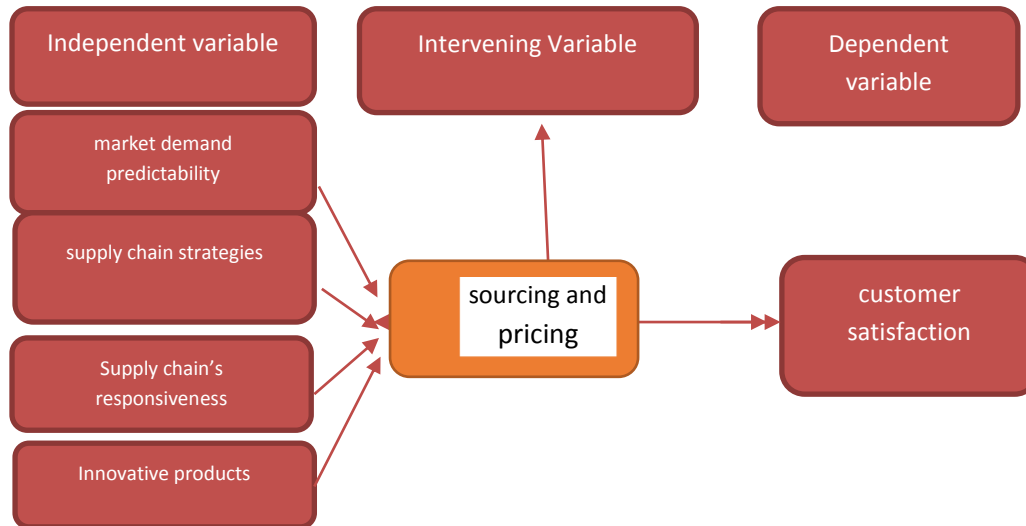 Independent variable
Intervening Variable
Dependent
variable
market demand
predictability
supply chain strategies
sourcing and
pricing
customer
satisfaction
Supply chain’s
responsiveness
Innovative products